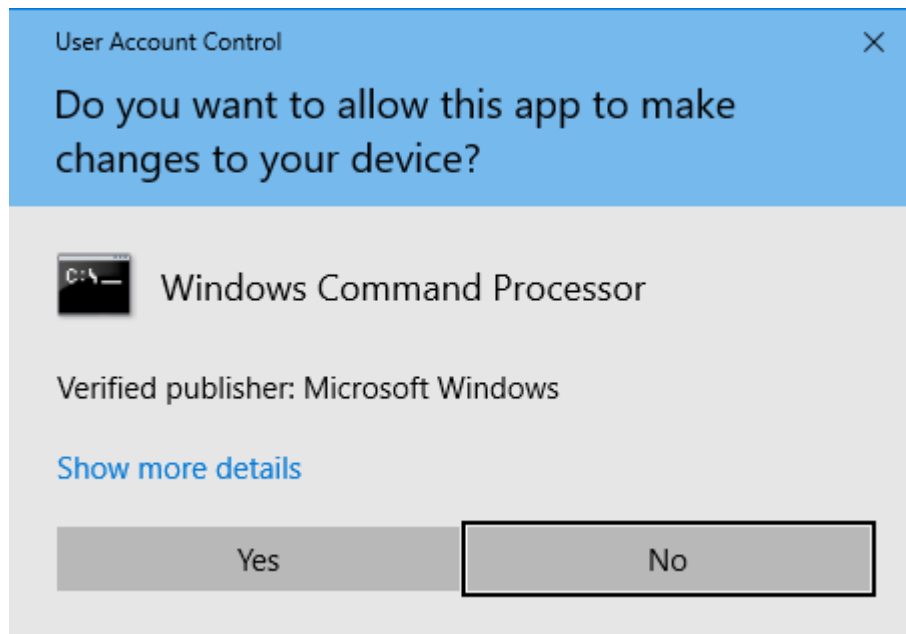 User Account Control
Do you want to allow this app to make
changes to your device?
C:\_
Windows Command Processor
Verified publisher: Microsoft Windows
Show more details
Yes
No